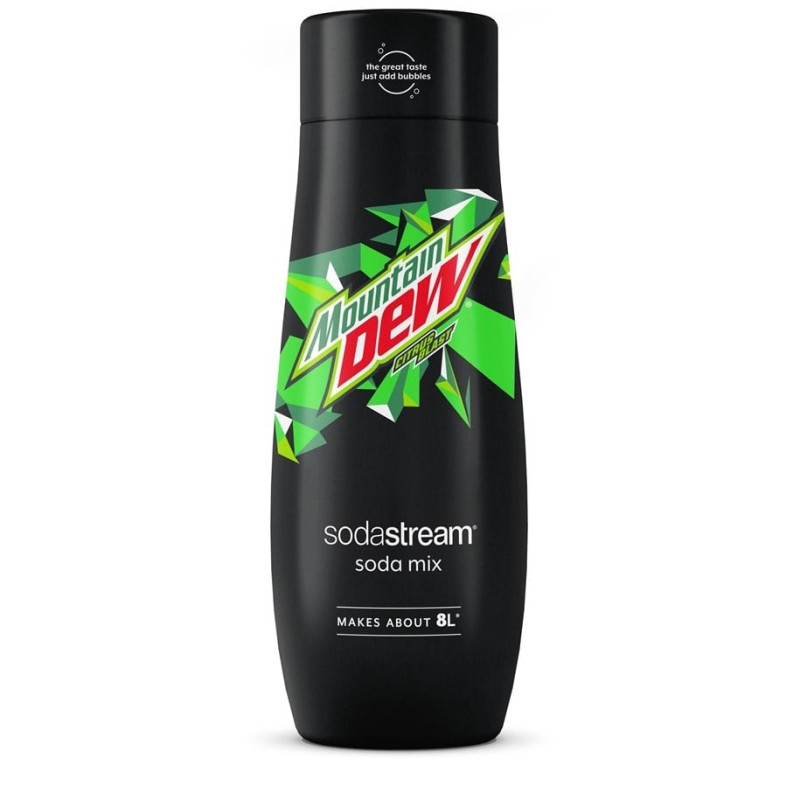 the great taste
just add bubbles
Mountain
Dew®
CITRUS
BLAST
sodastream®
soda mix
MAKES ABOUT 8L*